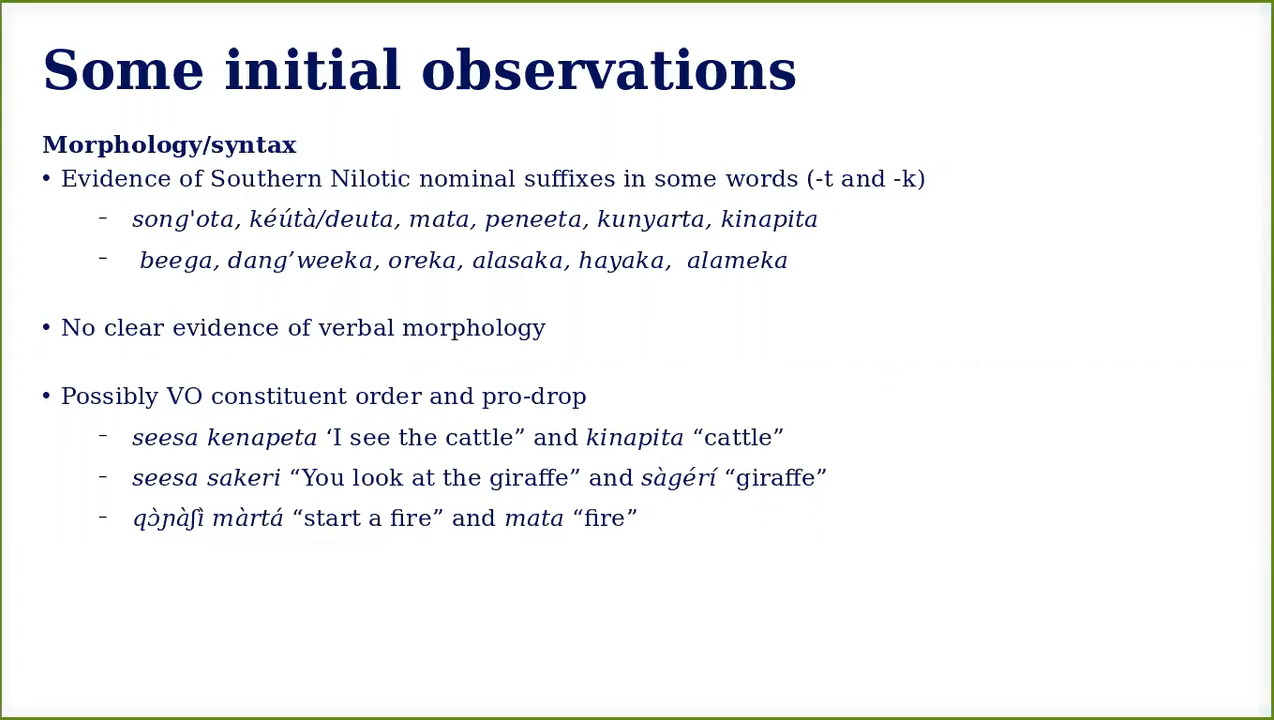 Some initial observations
Morphology/syntax
• Evidence of Southern Nilotic nominal suffixes in some words (-t and -k)
– song'ota, kéútà/deuta, mata, peneeta, kunyarta, kinapita
– beega, dang’weeka, oreka, alasaka, hayaka, alameka
• No clear evidence of verbal morphology
• Possibly VO constituent order and pro-drop
– seesa kenapeta ‘I see the cattle” and kinapita “cattle”
– seesa sakeri “You look at the giraffe” and sàgérí “giraffe”
– qɔ̀ɲàʃì màrtá “start a fire” and mata “fire”